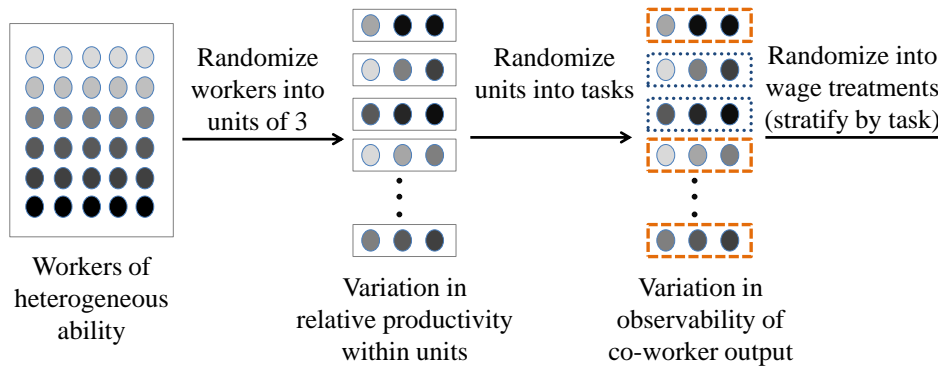 Randomize
workers into
units of 3
Randomize
units into tasks
Randomize into
wage treatments
(stratify by task)
Workers of
heterogeneous
ability
Variation in
relative productivity
within units
Variation in
observability of
co-worker output